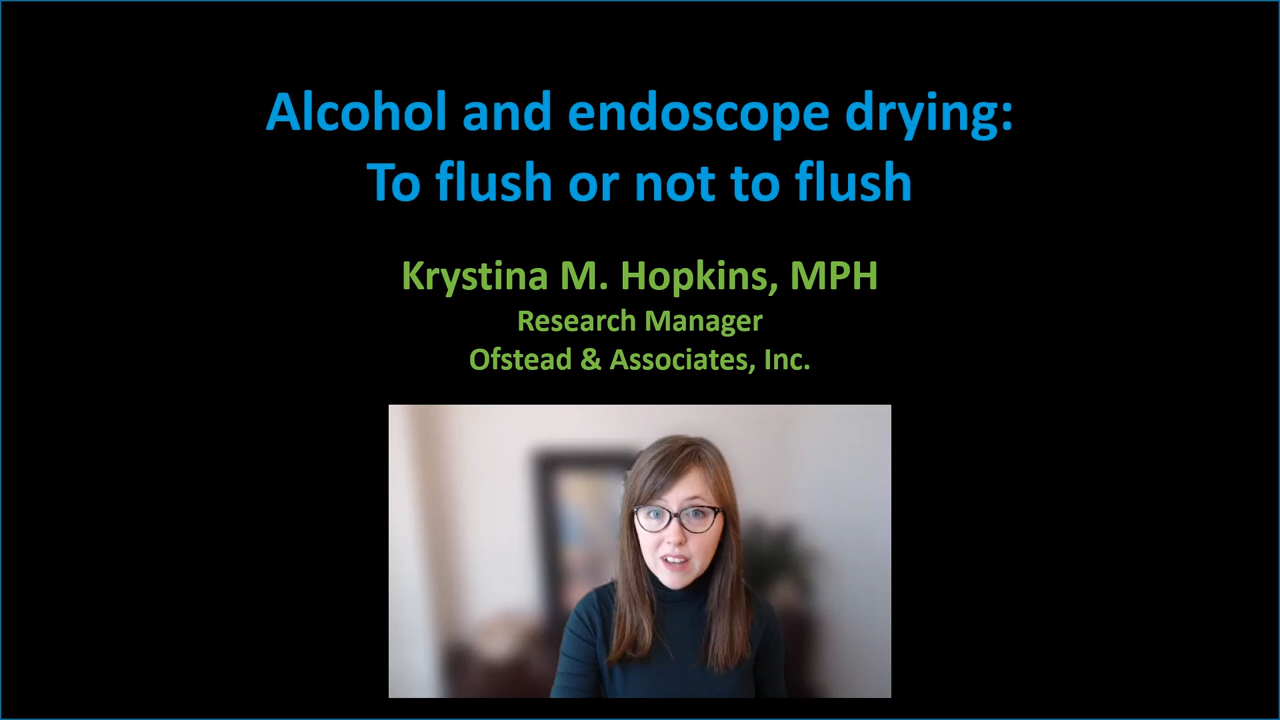 Alcohol and endoscope drying:
To flush or not to flush
Krystina M. Hopkins, MPH
Research Manager
Ofstead & Associates, Inc.